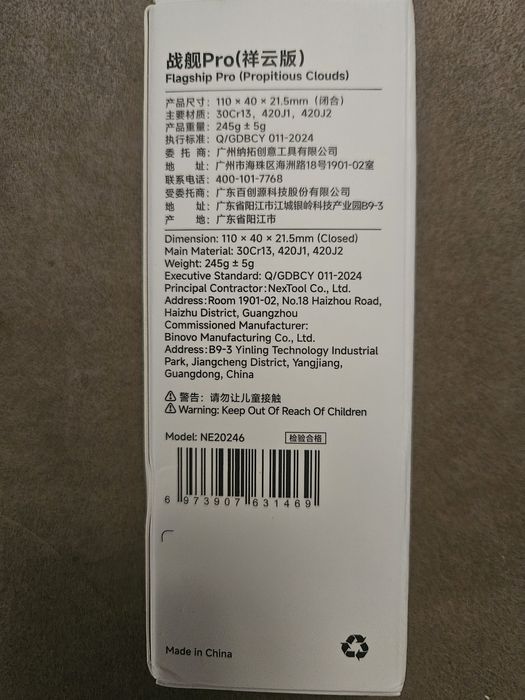 战舰Pro(祥云版)
Flagship Pro (Propitious Clouds)
产品尺寸：110 × 40 × 21.5mm（闭合）
主要材质：30Cr13, 420J1, 420J2
产品重量：245g ± 5g
执行标准：Q/GDBCY 011-2024
委 托 商：广州纳拓创意工具有限公司
地 址：广州市海珠区海洲路18号1901-02室
联系电话：400-101-7768
受委托商：广东百创源科技股份有限公司
地 址：广东省阳江市江城银岭科技产业园B9-3
产 地：广东省阳江市
Dimension: 110 × 40 × 21.5mm (Closed)
Main Material: 30Cr13, 420J1, 420J2
Weight: 245g ± 5g
Executive Standard: Q/GDBCY 011-2024
Principal Contractor: NexTool Co., Ltd.
Address: Room 1901-02, No.18 Haizhou Road,
Haizhu District, Guangzhou
Commissioned Manufacturer:
Binovo Manufacturing Co., Ltd.
Address: B9-3 Yinling Technology Industrial
Park, Jiangcheng District, Yangjiang,
Guangdong, China
警告：请勿让儿童接触
Warning: Keep Out Of Reach Of Children
Model: NE20246 检验合格
6 973907 631469
Made in China